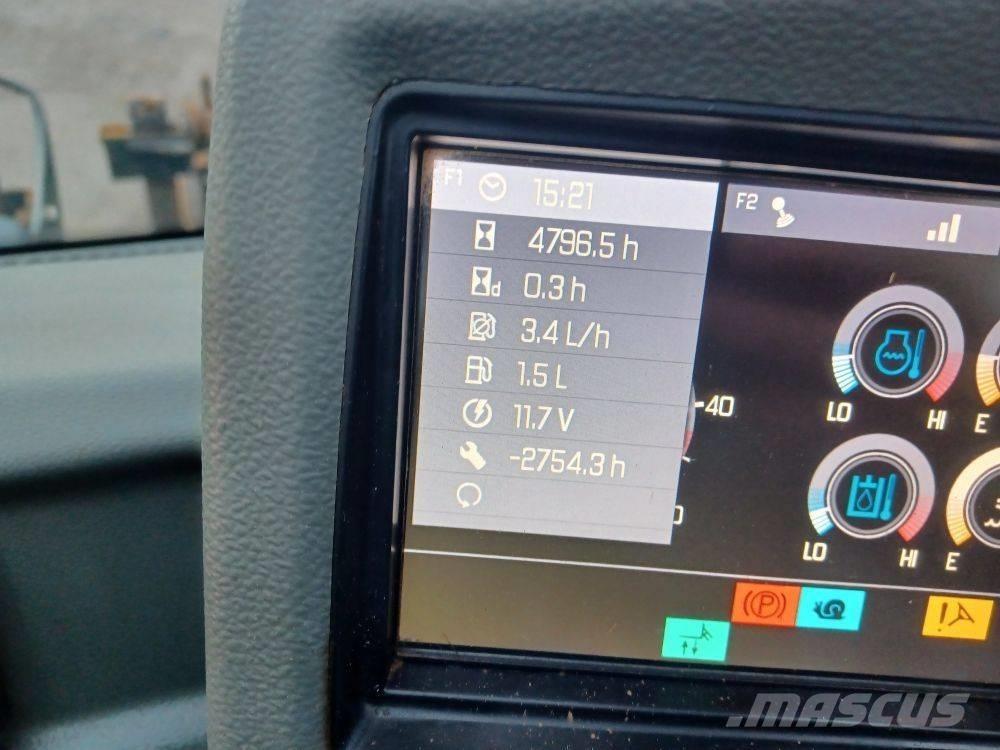 F1 15:21
4796.5 h
d 0.3 h
3.4 L/h
1.5 L
11.7 V
-2754.3 h
F2
40
LO HI E
LO HI E
(P)
!
MASCUS